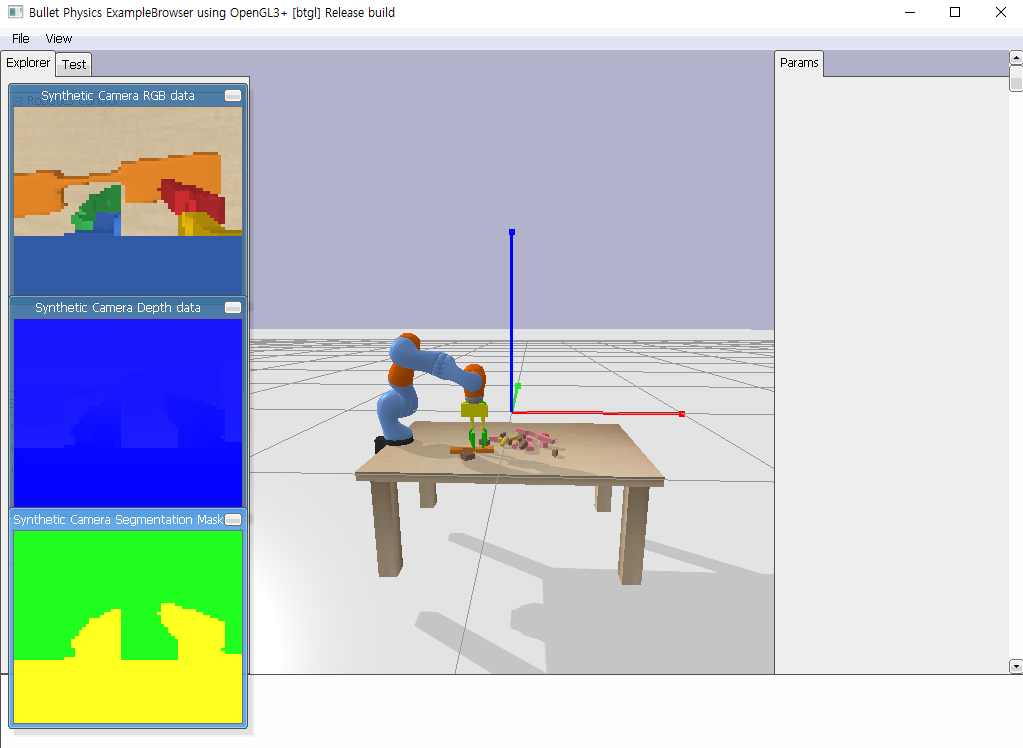 Bullet Physics ExampleBrowser using OpenGL3+ [btgl] Release build
File View
Explorer Test
Params
Synthetic Camera RGB data
Synthetic Camera Depth data
Synthetic Camera Segmentation Mask